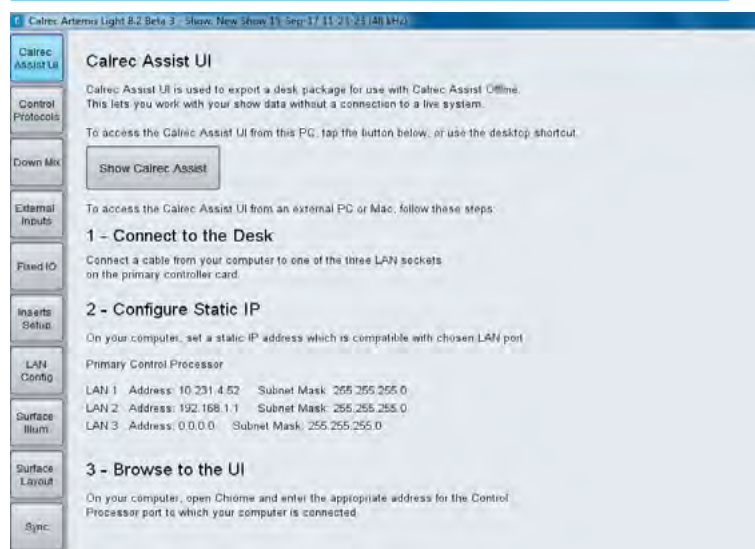 Calrec Artemis Light 8.2 Beta 3 - Show: New Show 15-Sep-17 11-21-23 (48 kHz)
Calrec
Assist UI
Control
Protocols
Down Mix
External
Inputs
Fixed IO
Inserts
Setup
LAN
Config
Surface
Illum.
Surface
Layout
Sync
Calrec Assist UI
Calrec Assist UI is used to export a desk package for use with Calrec Assist Offline.
This lets you work with your show data without a connection to a live system.
To access the Calrec Assist UI from this PC, tap the button below, or use the desktop shortcut.
Show Calrec Assist
To access the Calrec Assist UI from an external PC or Mac, follow these steps:
1 - Connect to the Desk
Connect a cable from your computer to one of the three LAN sockets
on the primary controller card.
2 - Configure Static IP
On your computer, set a static IP address which is compatible with chosen LAN port
Primary Control Processor
LAN 1 Address: 10.231.4.52 Subnet Mask: 255.255.255.0
LAN 2 Address: 192.168.1.1 Subnet Mask: 255.255.255.0
LAN 3 Address: 0.0.0.0 Subnet Mask: 255.255.255.0
3 - Browse to the UI
On your computer, open Chrome and enter the appropriate address for the Control
Processor port to which your computer is connected.